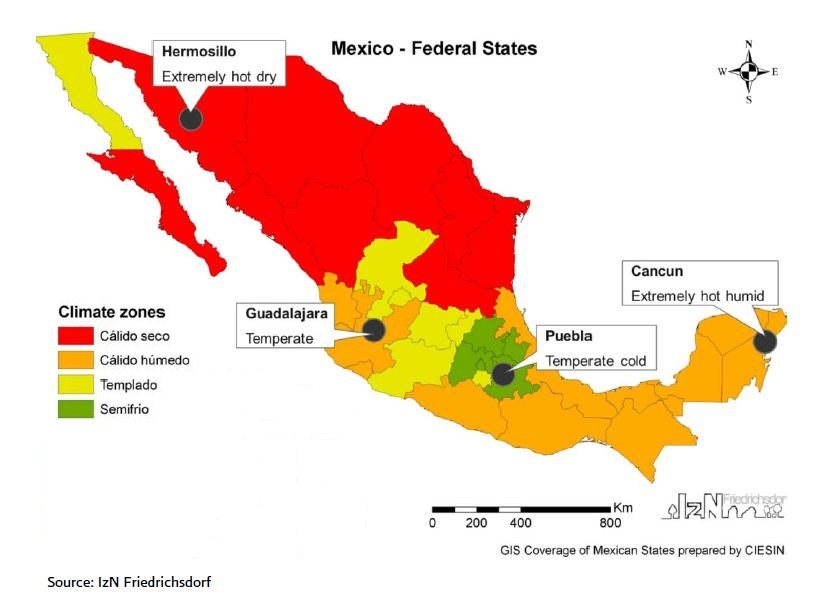 Mexico - Federal States
Hermosillo
Extremely hot dry
N
W
E
S
Cancun
Extremely hot humid
Guadalajara
Temperate
Puebla
Temperate cold
Climate zones
Cálido seco
Cálido húmedo
Templado
Semifrío
Km
0 200 400 800
IzN Friedrichsdor
GIS Coverage of Mexican States prepared by CIESIN
Source: IzN Friedrichsdorf